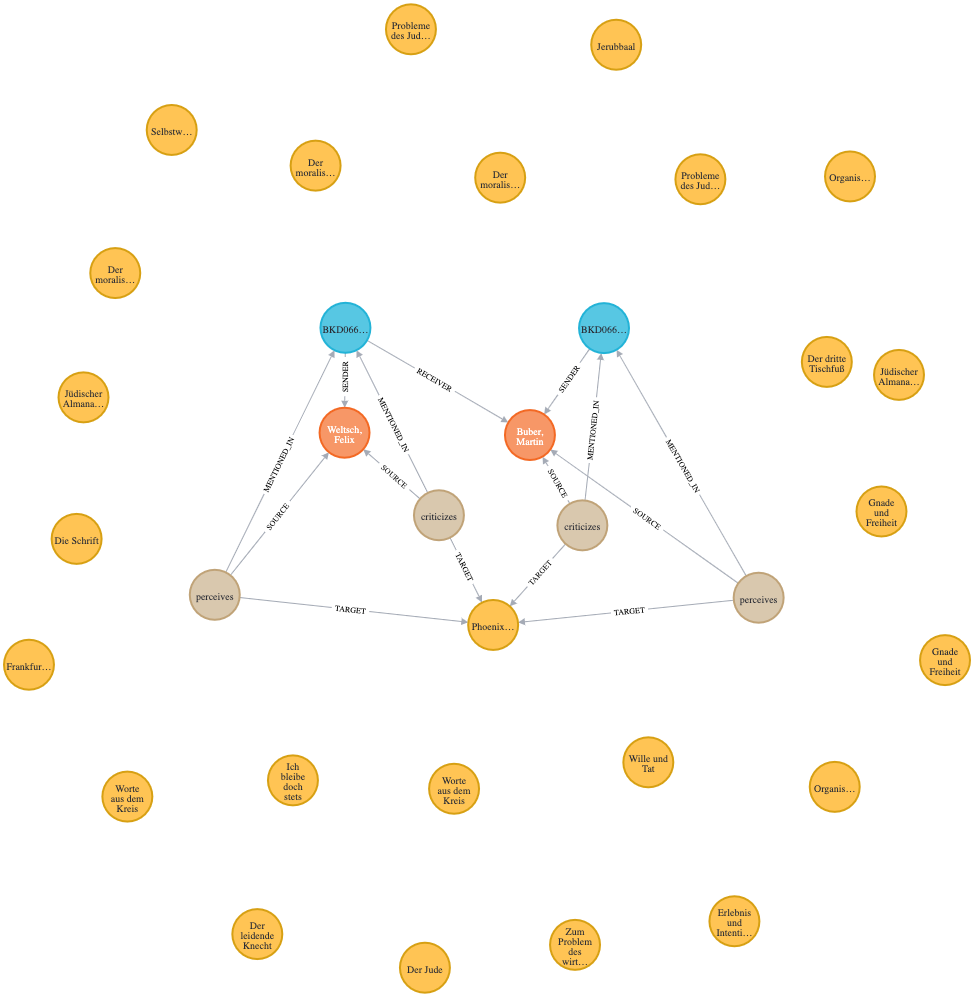 Probleme
des Jud…
Jerubbaal
Selbstw…
Der
moralis…
Der
moralis…
Probleme
des Jud…
Organis…
Der
moralis…
BKD066…
BKD066…
SENDER
RECEIVER
SENDER
Der dritte
Tischfuß
Jüdischer
Almana…
Jüdischer
Almana…
MENTIONED_IN
MENTIONED_IN
Weltsch,
Felix
Buber,
Martin
MENTIONED_IN
MENTIONED_IN
SOURCE
SOURCE
SOURCE
SOURCE
criticizes
criticizes
Gnade
und
Freiheit
Die Schrift
TARGET
TARGET
perceives
perceives
TARGET
TARGET
Phoenix…
Frankfur…
Gnade
und
Freiheit
Worte
aus dem
Kreis
Ich
bleibe
doch
stets
Worte
aus dem
Kreis
Wille und
Tat
Organis…
Der
leidende
Knecht
Der Jude
Zum
Problem
des
wirt…
Erlebnis
und
Intenti…